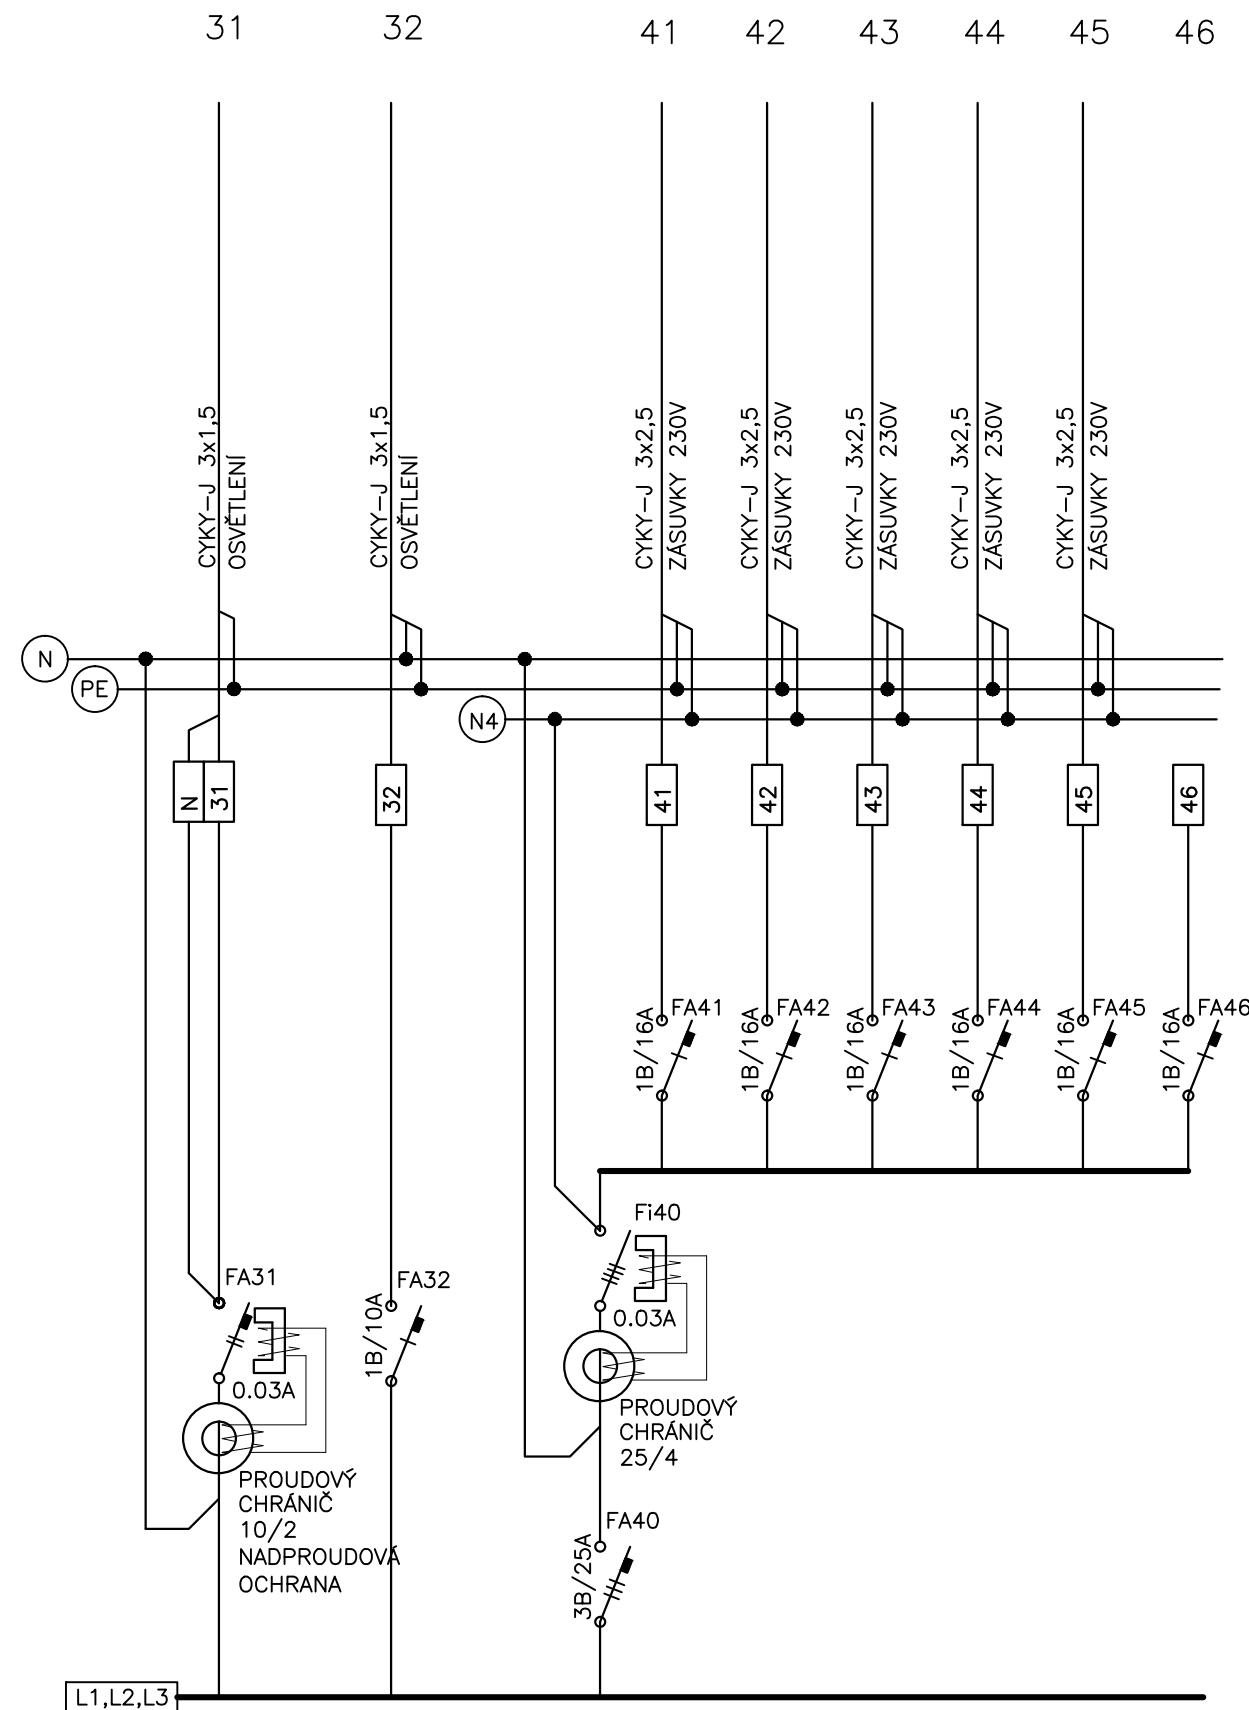 31
32
41
42
43
44
45
46
CYKY-J 3x1,5
OSVĚTLENÍ
CYKY-J 3x1,5
OSVĚTLENÍ
CYKY-J 3x2,5
ZÁSUVKY 230V
CYKY-J 3x2,5
ZÁSUVKY 230V
CYKY-J 3x2,5
ZÁSUVKY 230V
CYKY-J 3x2,5
ZÁSUVKY 230V
CYKY-J 3x2,5
ZÁSUVKY 230V
N
PE
N4
N
31
32
41
42
43
44
45
46
1B/16A
FA41
1B/16A
FA42
1B/16A
FA43
1B/16A
FA44
1B/16A
FA45
1B/16A
FA46
Fi40
0.03A
PROUDOVÝ
CHRÁNIČ
25/4
FA31
0.03A
PROUDOVÝ
CHRÁNIČ
10/2
NADPROUDOVÁ
OCHRANA
FA32
1B/10A
FA40
3B/25A
L1,L2,L3